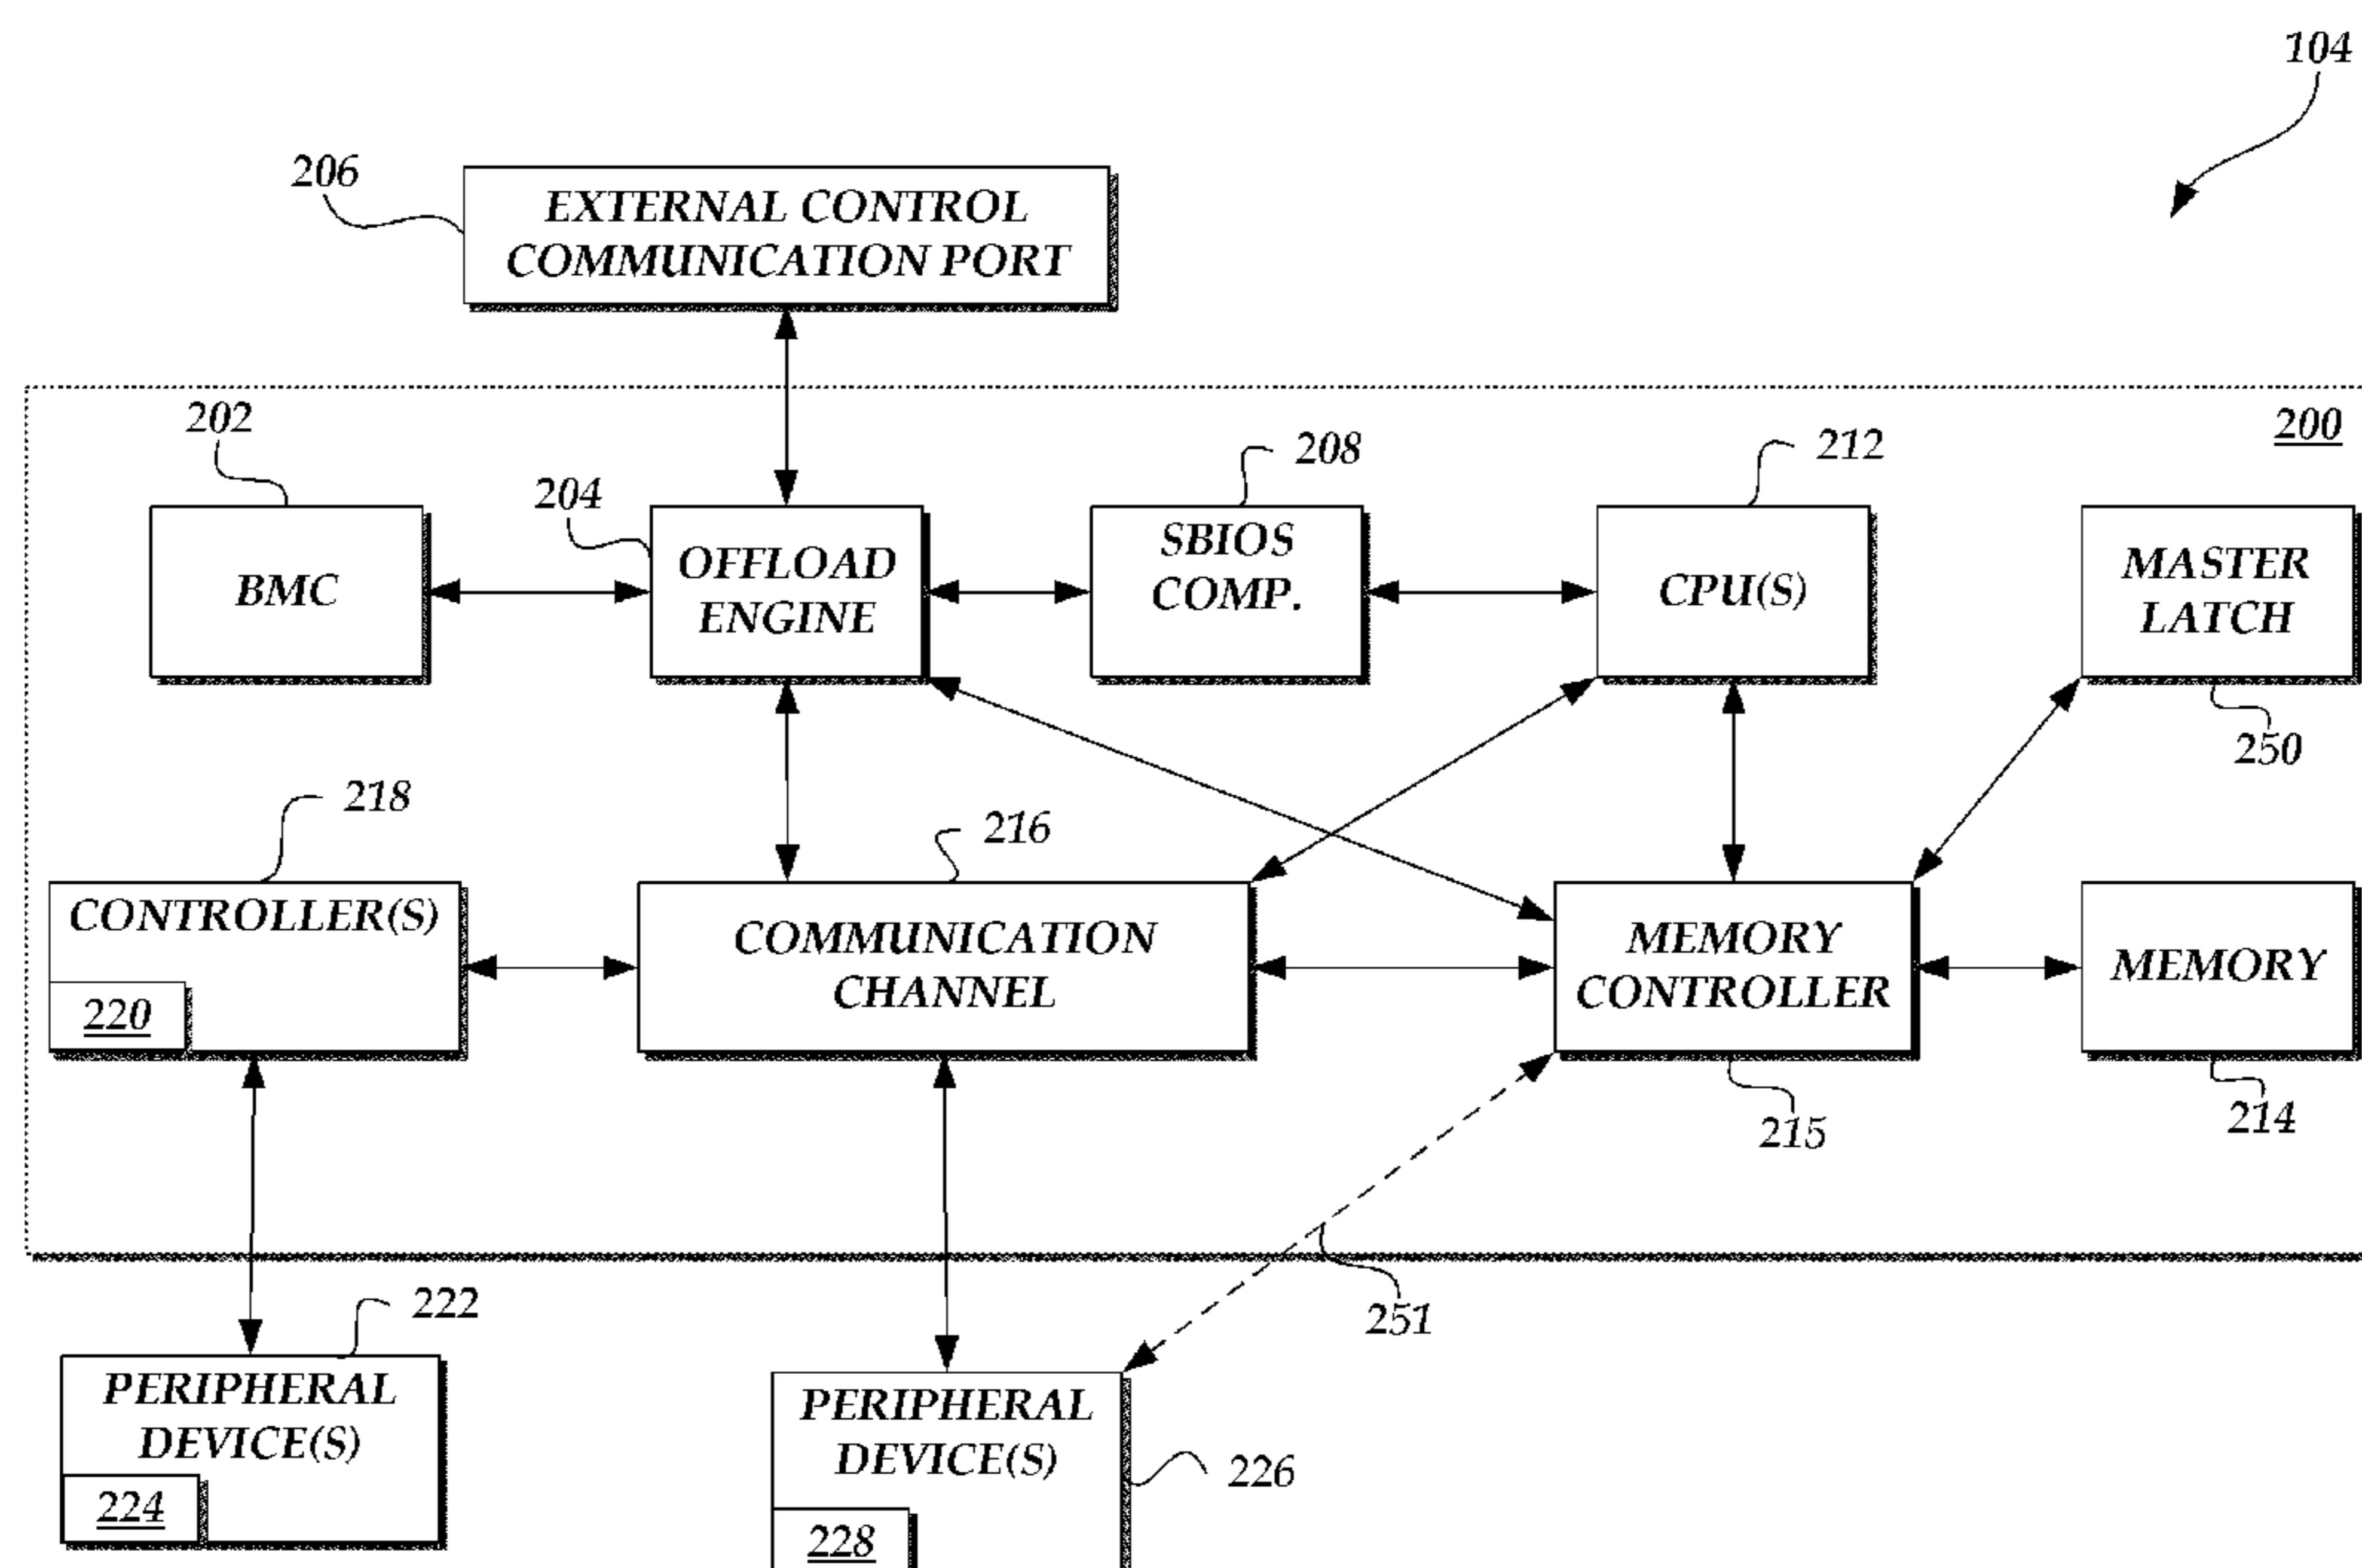 104
206
EXTERNAL CONTROL
COMMUNICATION PORT
200
202
204
208
212
BMC
OFFLOAD
ENGINE
SBIOS
COMP.
CPU(S)
MASTER
LATCH
250
218
216
CONTROLLER(S)
220
COMMUNICATION
CHANNEL
MEMORY
CONTROLLER
MEMORY
215
214
251
222
PERIPHERAL
DEVICE(S)
224
PERIPHERAL
DEVICE(S)
226
228